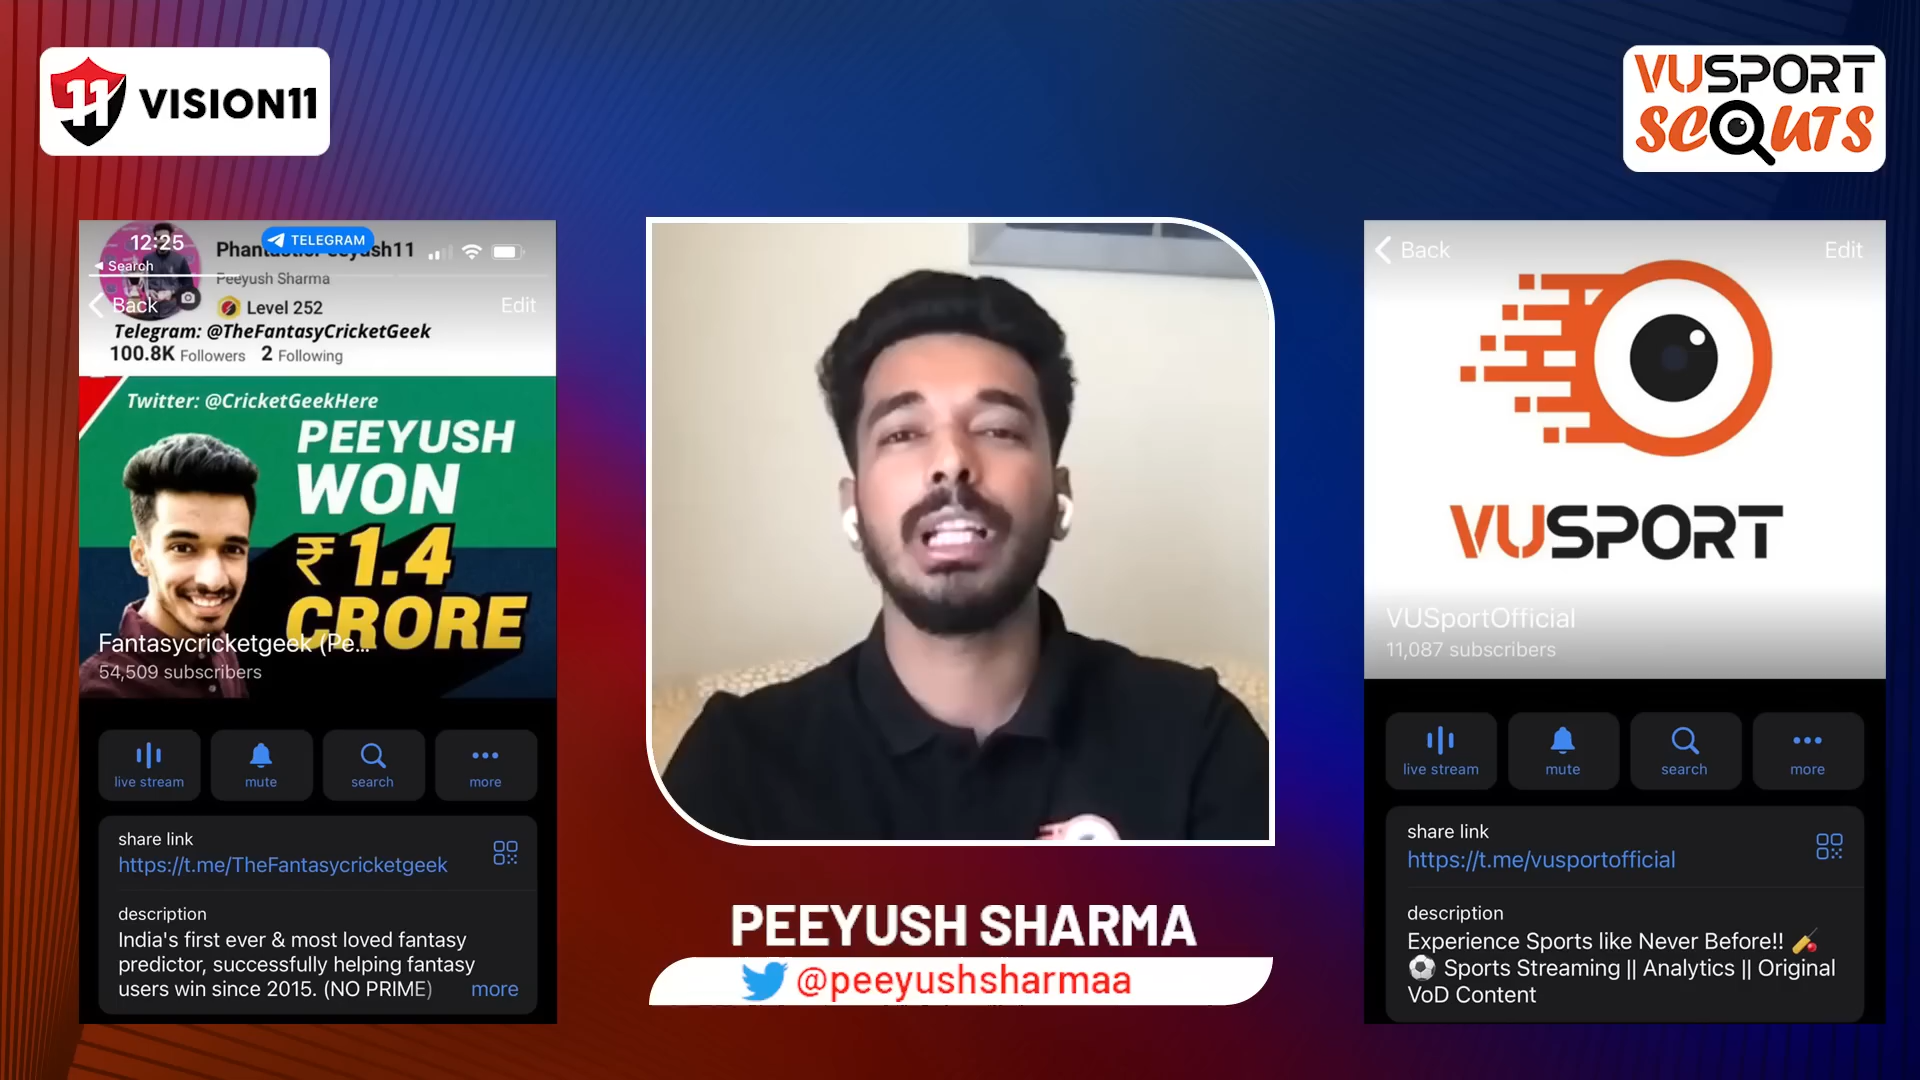 11 VISION11
VUSPORT
SCOUTS
12:25
TELEGRAM
Search
Peeyush Sharma
Back
Edit
Level 252
Telegram: @TheFantasyCricketGeek
100.8K Followers 2 Following
Twitter: @CricketGeekHere
PEEYUSH
WON
₹1.4
CRORE
Fantasycricketgeek (Pe...
54,509 subscribers
live stream
mute
search
more
share link
https://t.me/TheFantasycricketgeek
description
India's first ever & most loved fantasy
predictor, successfully helping fantasy
users win since 2015. (NO PRIME) more
PEEYUSH SHARMA
@peeyushsharmaa
Back
Edit
VUSPORT
VUSportOfficial
11,087 subscribers
live stream
mute
search
more
share link
https://t.me/vusportofficial
description
Experience Sports like Never Before!! 🏏
⚽ Sports Streaming || Analytics || Original
VoD Content